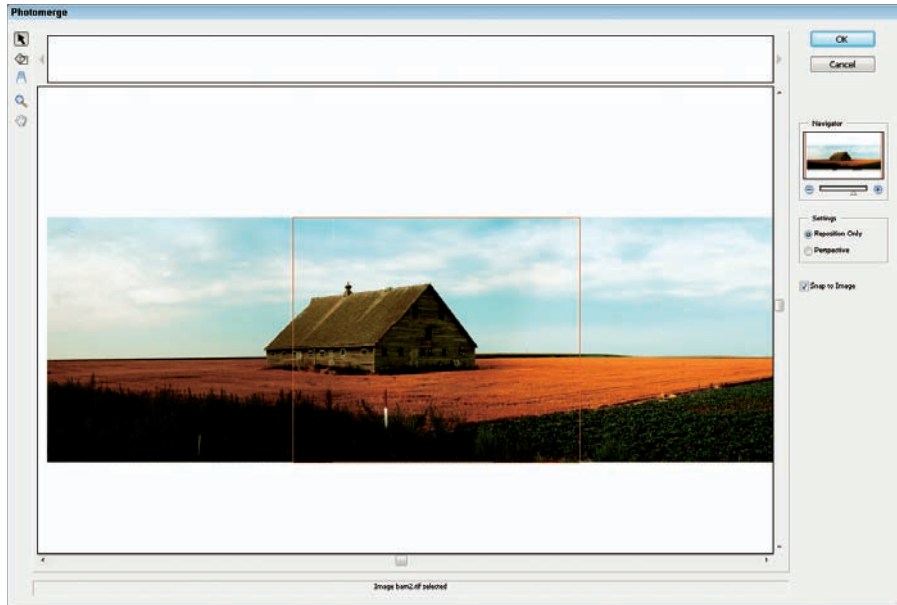 Photomerge
OK
Cancel
Navigator
Settings
Reposition Only
Perspective
Snap to Image
Image barn2.tif selected